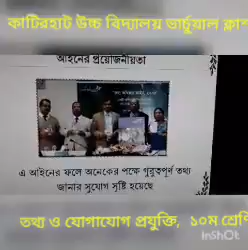 কাটিরহাট উচ্চ বিদ্যালয় ভার্চুয়াল ক্লা
আইনের প্রয়োজনীয়তা
এ আইনের ফলে অনেকের পক্ষে গুরুত্বপূর্ণ তথ্য
জানার সুযোগ সৃষ্টি হয়েছে
তথ্য ও যোগাযোগ প্রযুক্তি, ১০ম শ্রেণি
InShOt